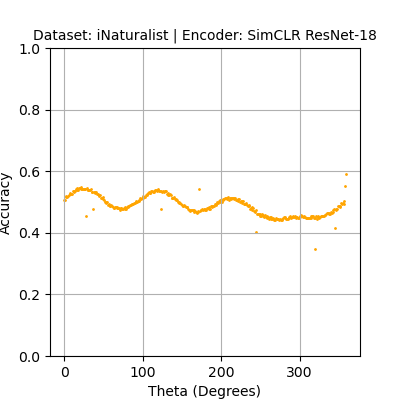 Dataset: iNaturalist | Encoder: SimCLR ResNet-18
1.0
0.8
0.6
0.4
0.2
0.0
Accuracy
0 100 200 300
Theta (Degrees)